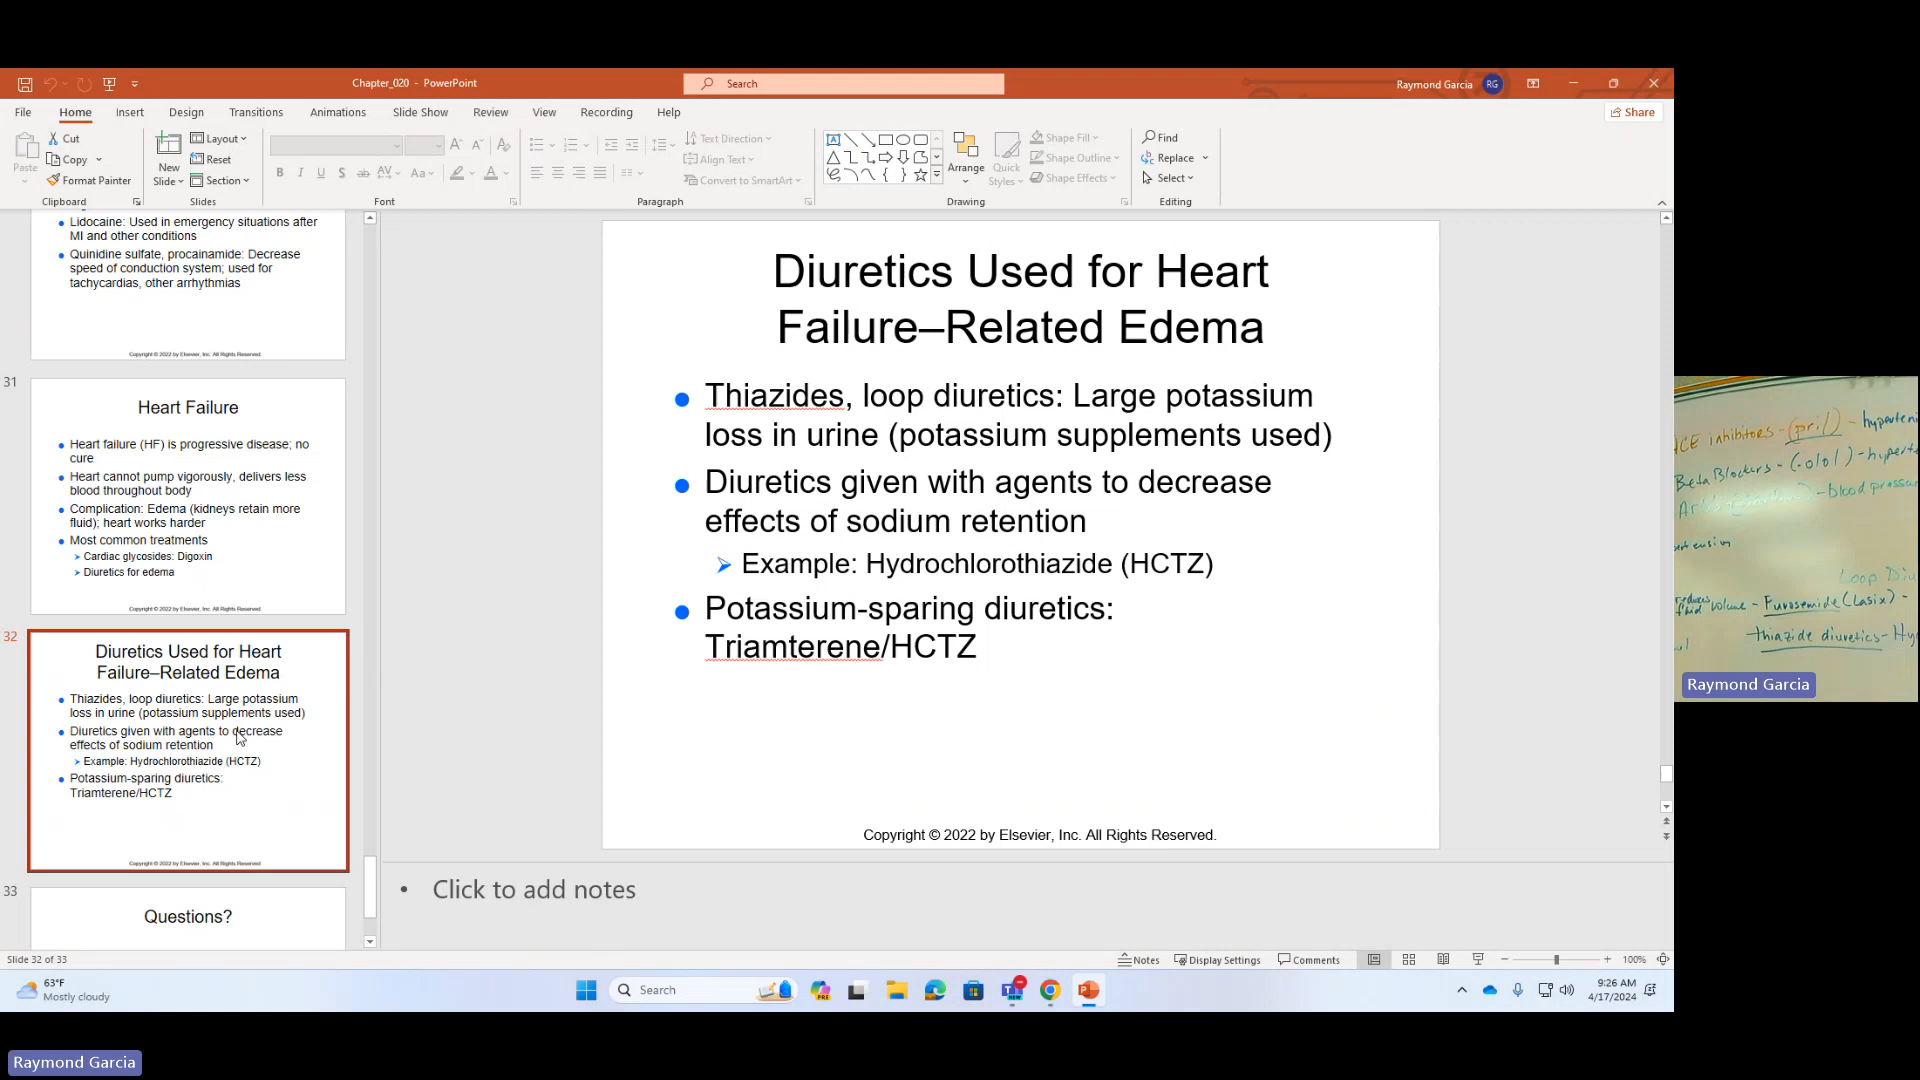 Chapter_020 - PowerPoint
Search
Raymond Garcia
RG
File
Home
Insert
Design
Transitions
Animations
Slide Show
Review
View
Recording
Help
Share
Paste
Cut
Copy
Format Painter
Clipboard
New
Slide
Layout
Reset
Section
Slides
Font
Text Direction
Align Text
Convert to SmartArt
Paragraph
Arrange
Quick
Styles
Shape Fill
Shape Outline
Shape Effects
Drawing
Find
Replace
Select
Editing
• Lidocaine: Used in emergency situations after
MI and other conditions
• Quinidine sulfate, procainamide: Decrease
speed of conduction system; used for
tachycardias, other arrhythmias
Copyright © 2022 by Elsevier, Inc. All Rights Reserved.
31
Heart Failure
• Heart failure (HF) is progressive disease; no
cure
• Heart cannot pump vigorously, delivers less
blood throughout body
• Complication: Edema (kidneys retain more
fluid); heart works harder
• Most common treatments
➤ Cardiac glycosides: Digoxin
➤ Diuretics for edema
Copyright © 2022 by Elsevier, Inc. All Rights Reserved.
32
Diuretics Used for Heart
Failure–Related Edema
• Thiazides, loop diuretics: Large potassium
loss in urine (potassium supplements used)
• Diuretics given with agents to decrease
effects of sodium retention
➤ Example: Hydrochlorothiazide (HCTZ)
• Potassium-sparing diuretics:
Triamterene/HCTZ
Copyright © 2022 by Elsevier, Inc. All Rights Reserved.
33
Questions?
Diuretics Used for Heart
Failure–Related Edema
• Thiazides, loop diuretics: Large potassium
loss in urine (potassium supplements used)
• Diuretics given with agents to decrease
effects of sodium retention
➤ Example: Hydrochlorothiazide (HCTZ)
• Potassium-sparing diuretics:
Triamterene/HCTZ
Copyright © 2022 by Elsevier, Inc. All Rights Reserved.
• Click to add notes
Slide 32 of 33
Notes
Display Settings
Comments
100%
63°F
Mostly cloudy
Search
9:26 AM
4/17/2024
CE inhibitors - (pril) - hyperteni
Beta Blockers - (-olol) - hyperte
- blood pressur
ertension
Loop Diu
reduces
fluid volume - Furosemide (Lasix) -
thiazide diuretics - Hy
Raymond Garcia
Raymond Garcia